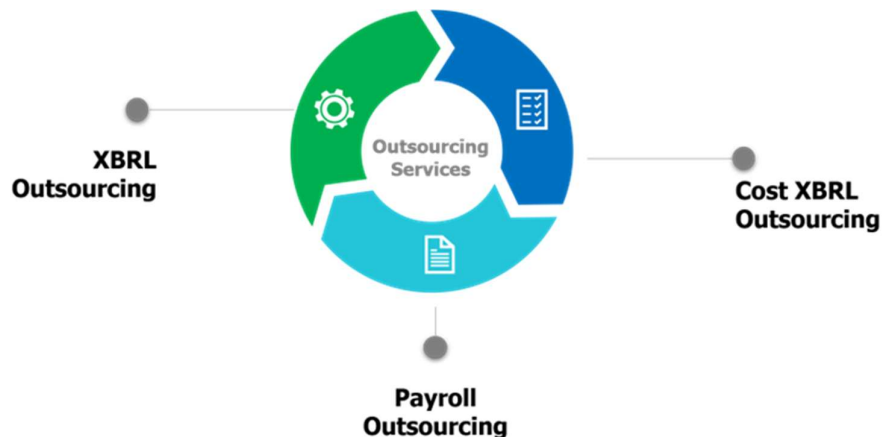 Outsourcing
Services
XBRL
Outsourcing
Cost XBRL
Outsourcing
Payroll
Outsourcing